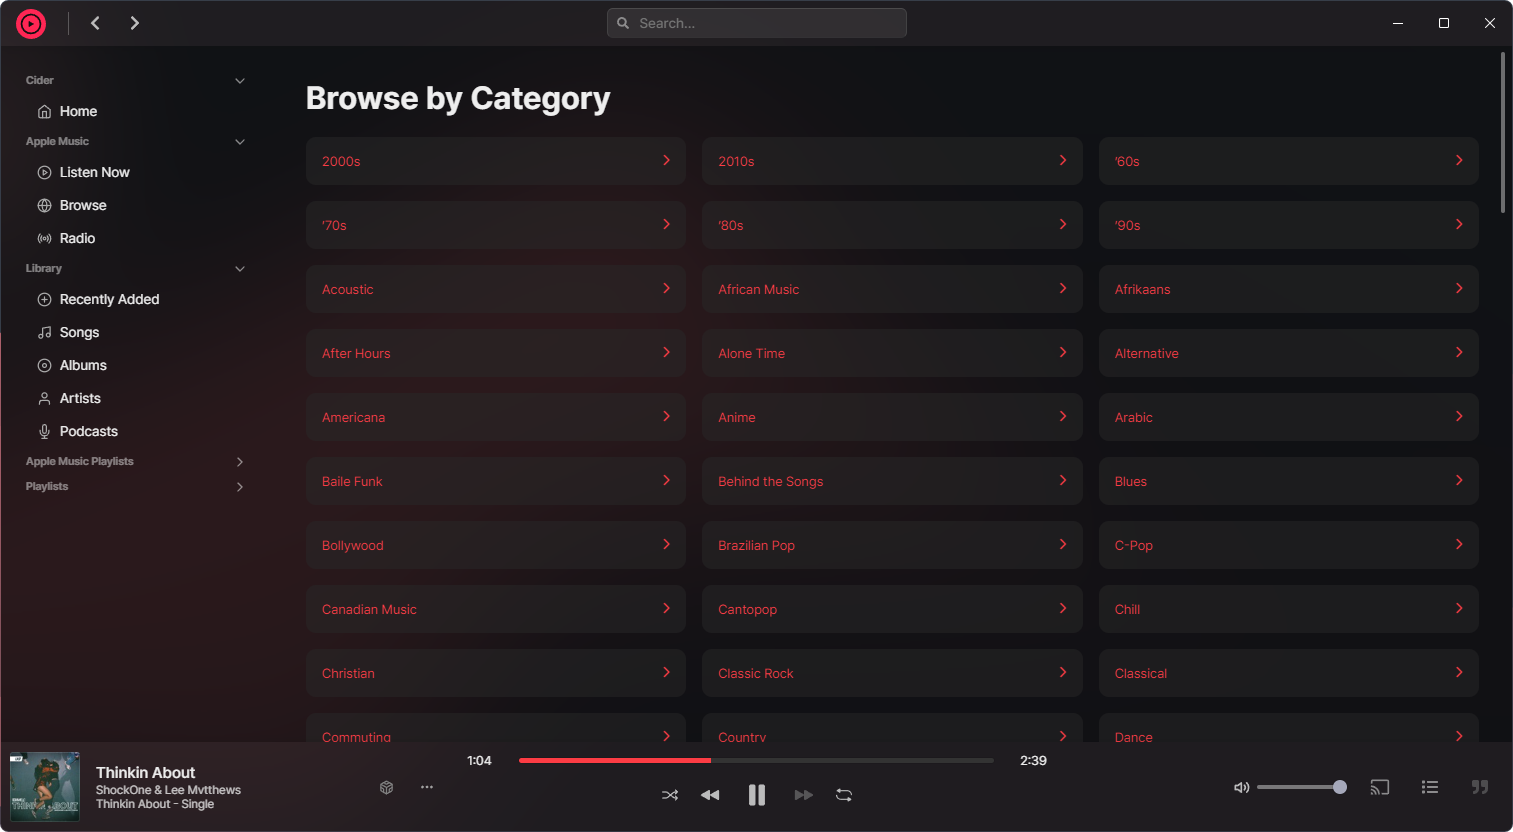 Search...
Cider
Home
Apple Music
Listen Now
Browse
Radio
Library
Recently Added
Songs
Albums
Artists
Podcasts
Apple Music Playlists
Playlists
Browse by Category
2000s
2010s
’60s
’70s
’80s
’90s
Acoustic
African Music
Afrikaans
After Hours
Alone Time
Alternative
Americana
Anime
Arabic
Baile Funk
Behind the Songs
Blues
Bollywood
Brazilian Pop
C-Pop
Canadian Music
Cantopop
Chill
Christian
Classic Rock
Classical
Commuting
Country
Dance
THINKIN ABOUT
Thinkin About
ShockOne & Lee Mvtthews
Thinkin About - Single
1:04
2:39